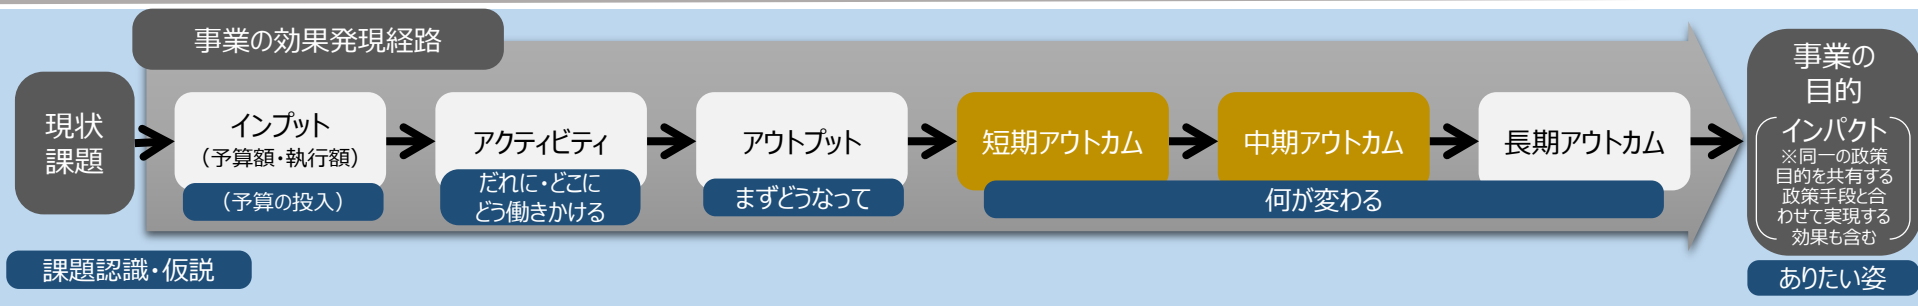 事業の効果発現経路
現状
課題
インプット
（予算額・執行額）
（予算の投入）
アクティビティ
だれに・どこに
どう働きかける
アウトプット
まずどうなって
短期アウトカム
中期アウトカム
長期アウトカム
何が変わる
事業の
目的
インパクト
※同一の政策
目的を共有する
政策手段と合
わせて実現する
効果も含む
課題認識・仮説
ありたい姿